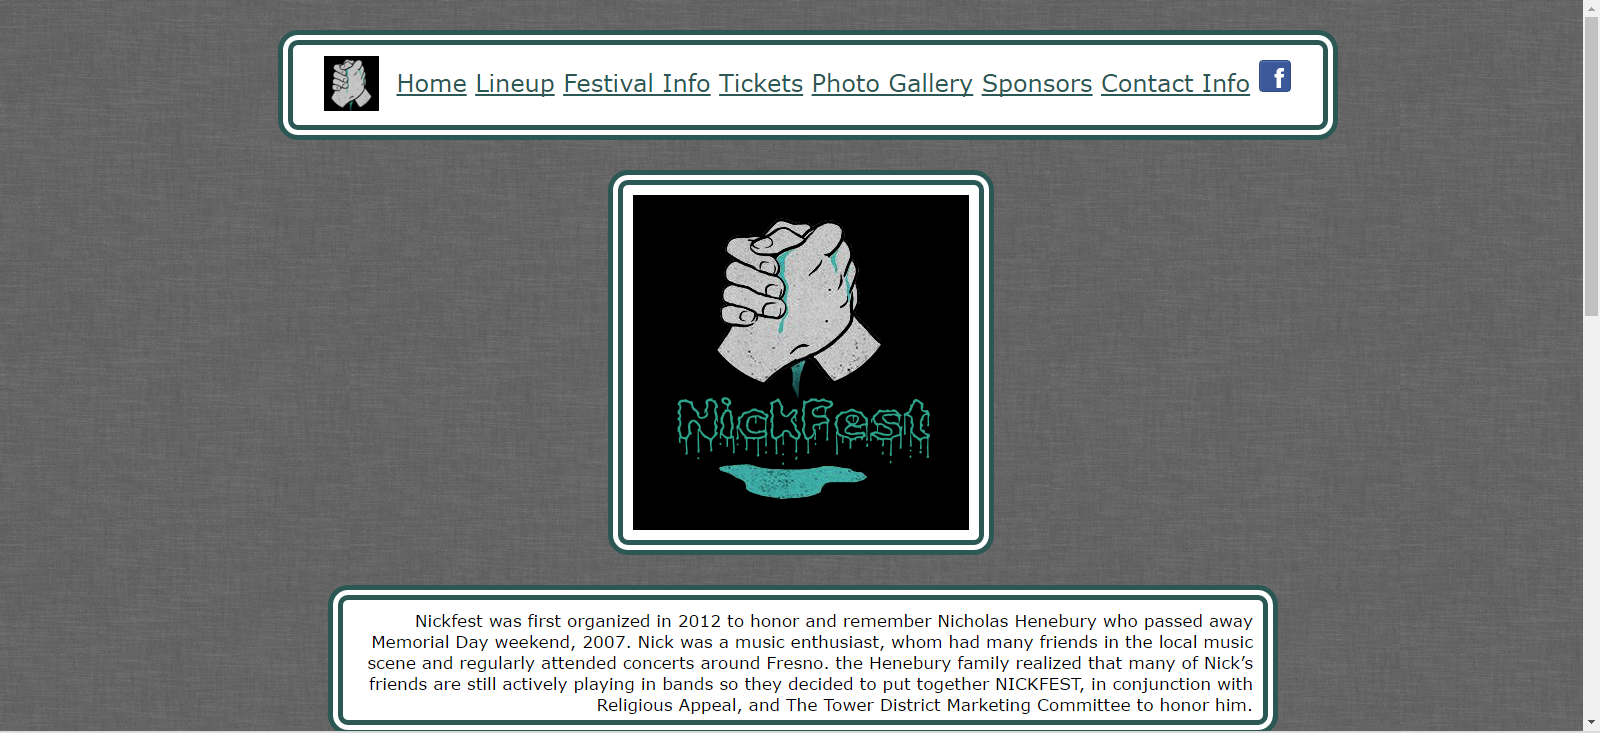 Home Lineup Festival Info Tickets Photo Gallery Sponsors Contact Info f
NickFest
Nickfest was first organized in 2012 to honor and remember Nicholas Henebury who passed away
Memorial Day weekend, 2007. Nick was a music enthusiast, whom had many friends in the local music
scene and regularly attended concerts around Fresno. the Henebury family realized that many of Nick’s
friends are still actively playing in bands so they decided to put together NICKFEST, in conjunction with
Religious Appeal, and The Tower District Marketing Committee to honor him.